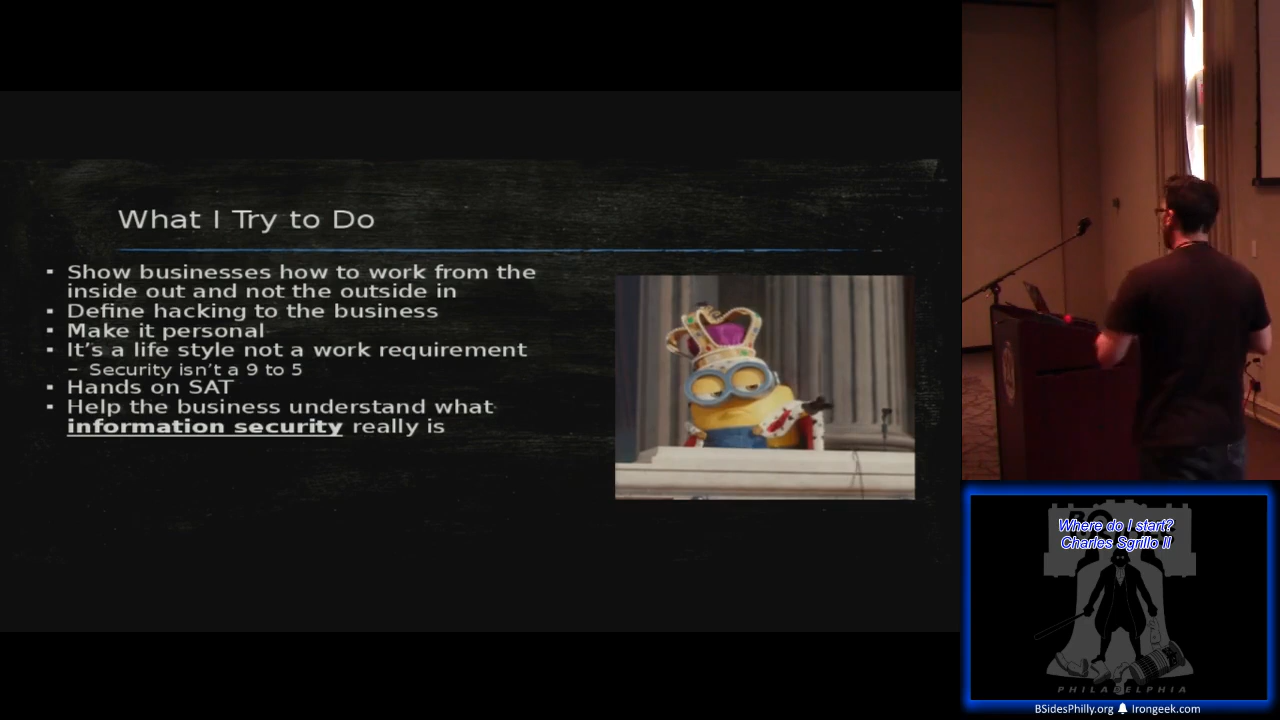 What I Try to Do
▪ Show businesses how to work from the
inside out and not the outside in
▪ Define hacking to the business
▪ Make it personal
▪ It's a life style not a work requirement
– Security isn't a 9 to 5
▪ Hands on SAT
▪ Help the business understand what
information security really is
Where do I start?
Charles Sgrillo II
PHILADELPHIA
BSidesPhilly.org Irongeek.com